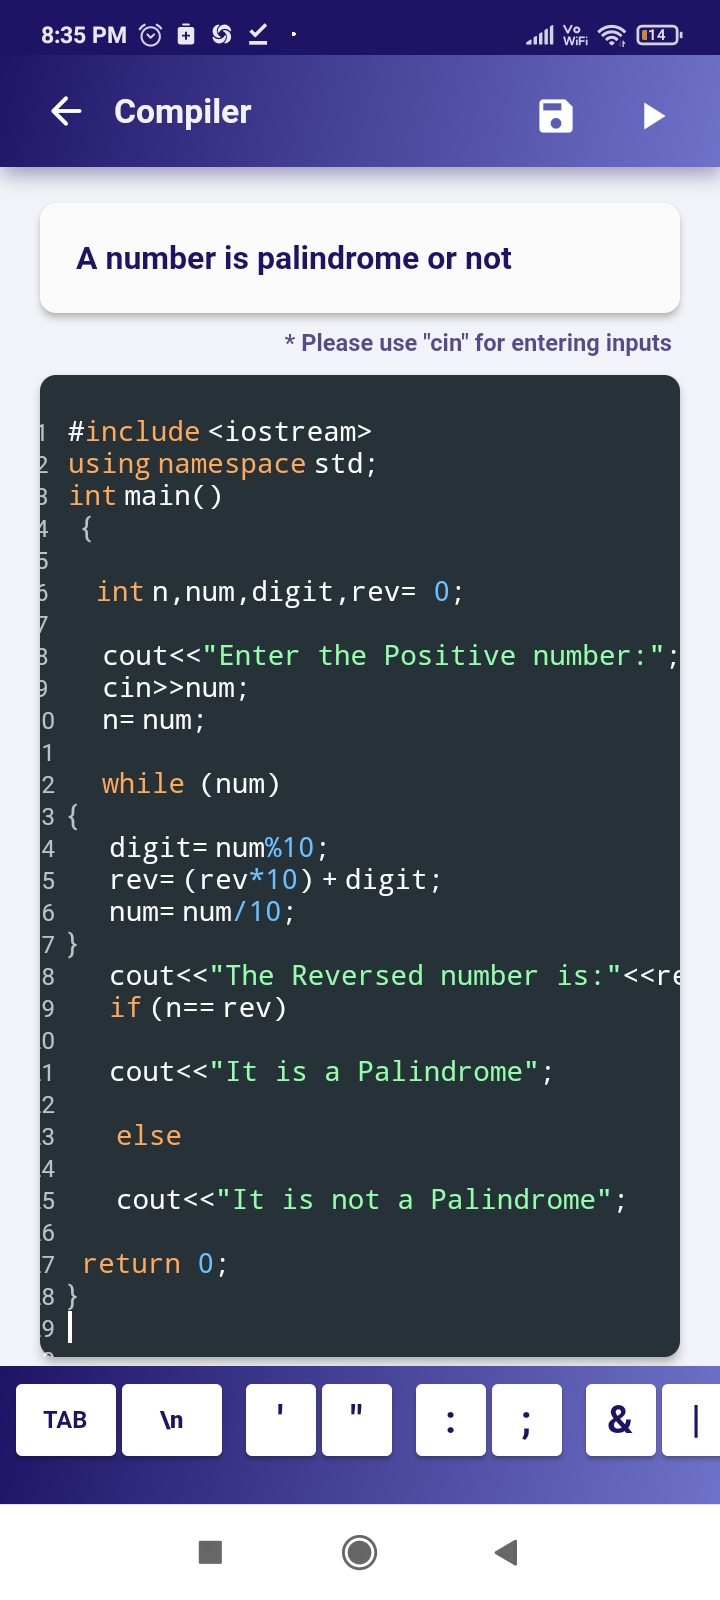 8:35 PM
Vo WiFi
14
Compiler
A number is palindrome or not
* Please use "cin" for entering inputs
1 #include <iostream>
2 using namespace std;
3 int main()
4 {
5
6 int n,num,digit,rev= 0;
7
8 cout<<"Enter the Positive number:";
9 cin>>num;
0 n= num;
1
2 while (num)
3 {
4 digit= num%10;
5 rev= (rev*10) + digit;
6 num= num/10;
7 }
8 cout<<"The Reversed number is:"<<re
9 if (n== rev)
.0
.1 cout<<"It is a Palindrome";
.2
.3 else
.4
.5 cout<<"It is not a Palindrome";
.6
.7 return 0;
.8 }
.9
TAB \n ' " : ; & |